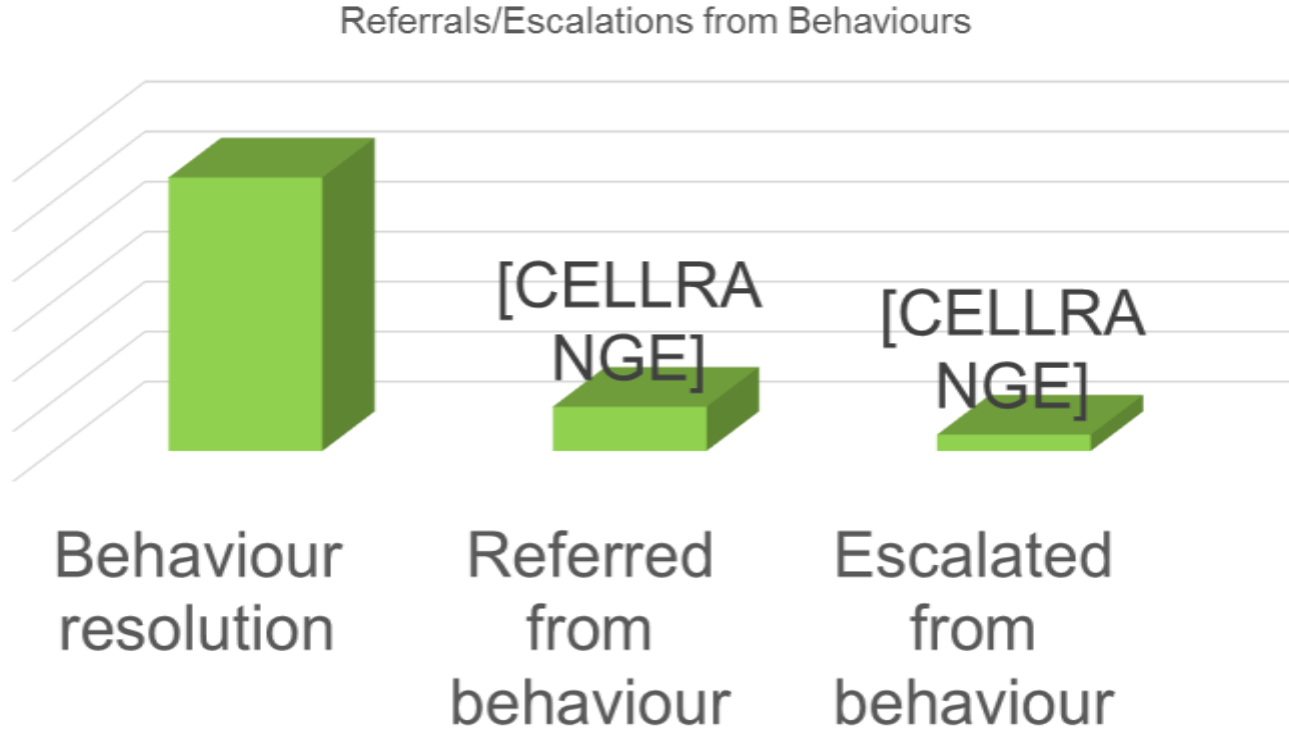 Referrals/Escalations from Behaviours
[CELLRA
NGE]
[CELLRA
NGE]
Behaviour
resolution
Referred
from
behaviour
Escalated
from
behaviour